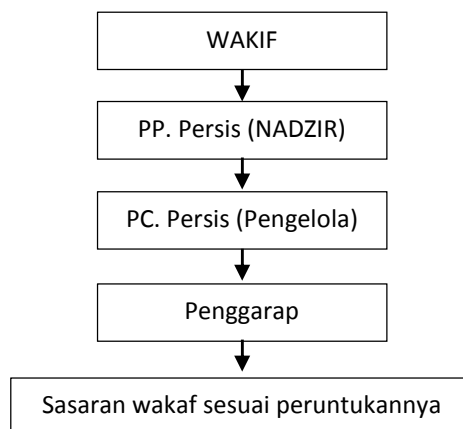 WAKIF
PP. Persis (NADZIR)
PC. Persis (Pengelola)
Penggarap
Sasaran wakaf sesuai peruntukannya